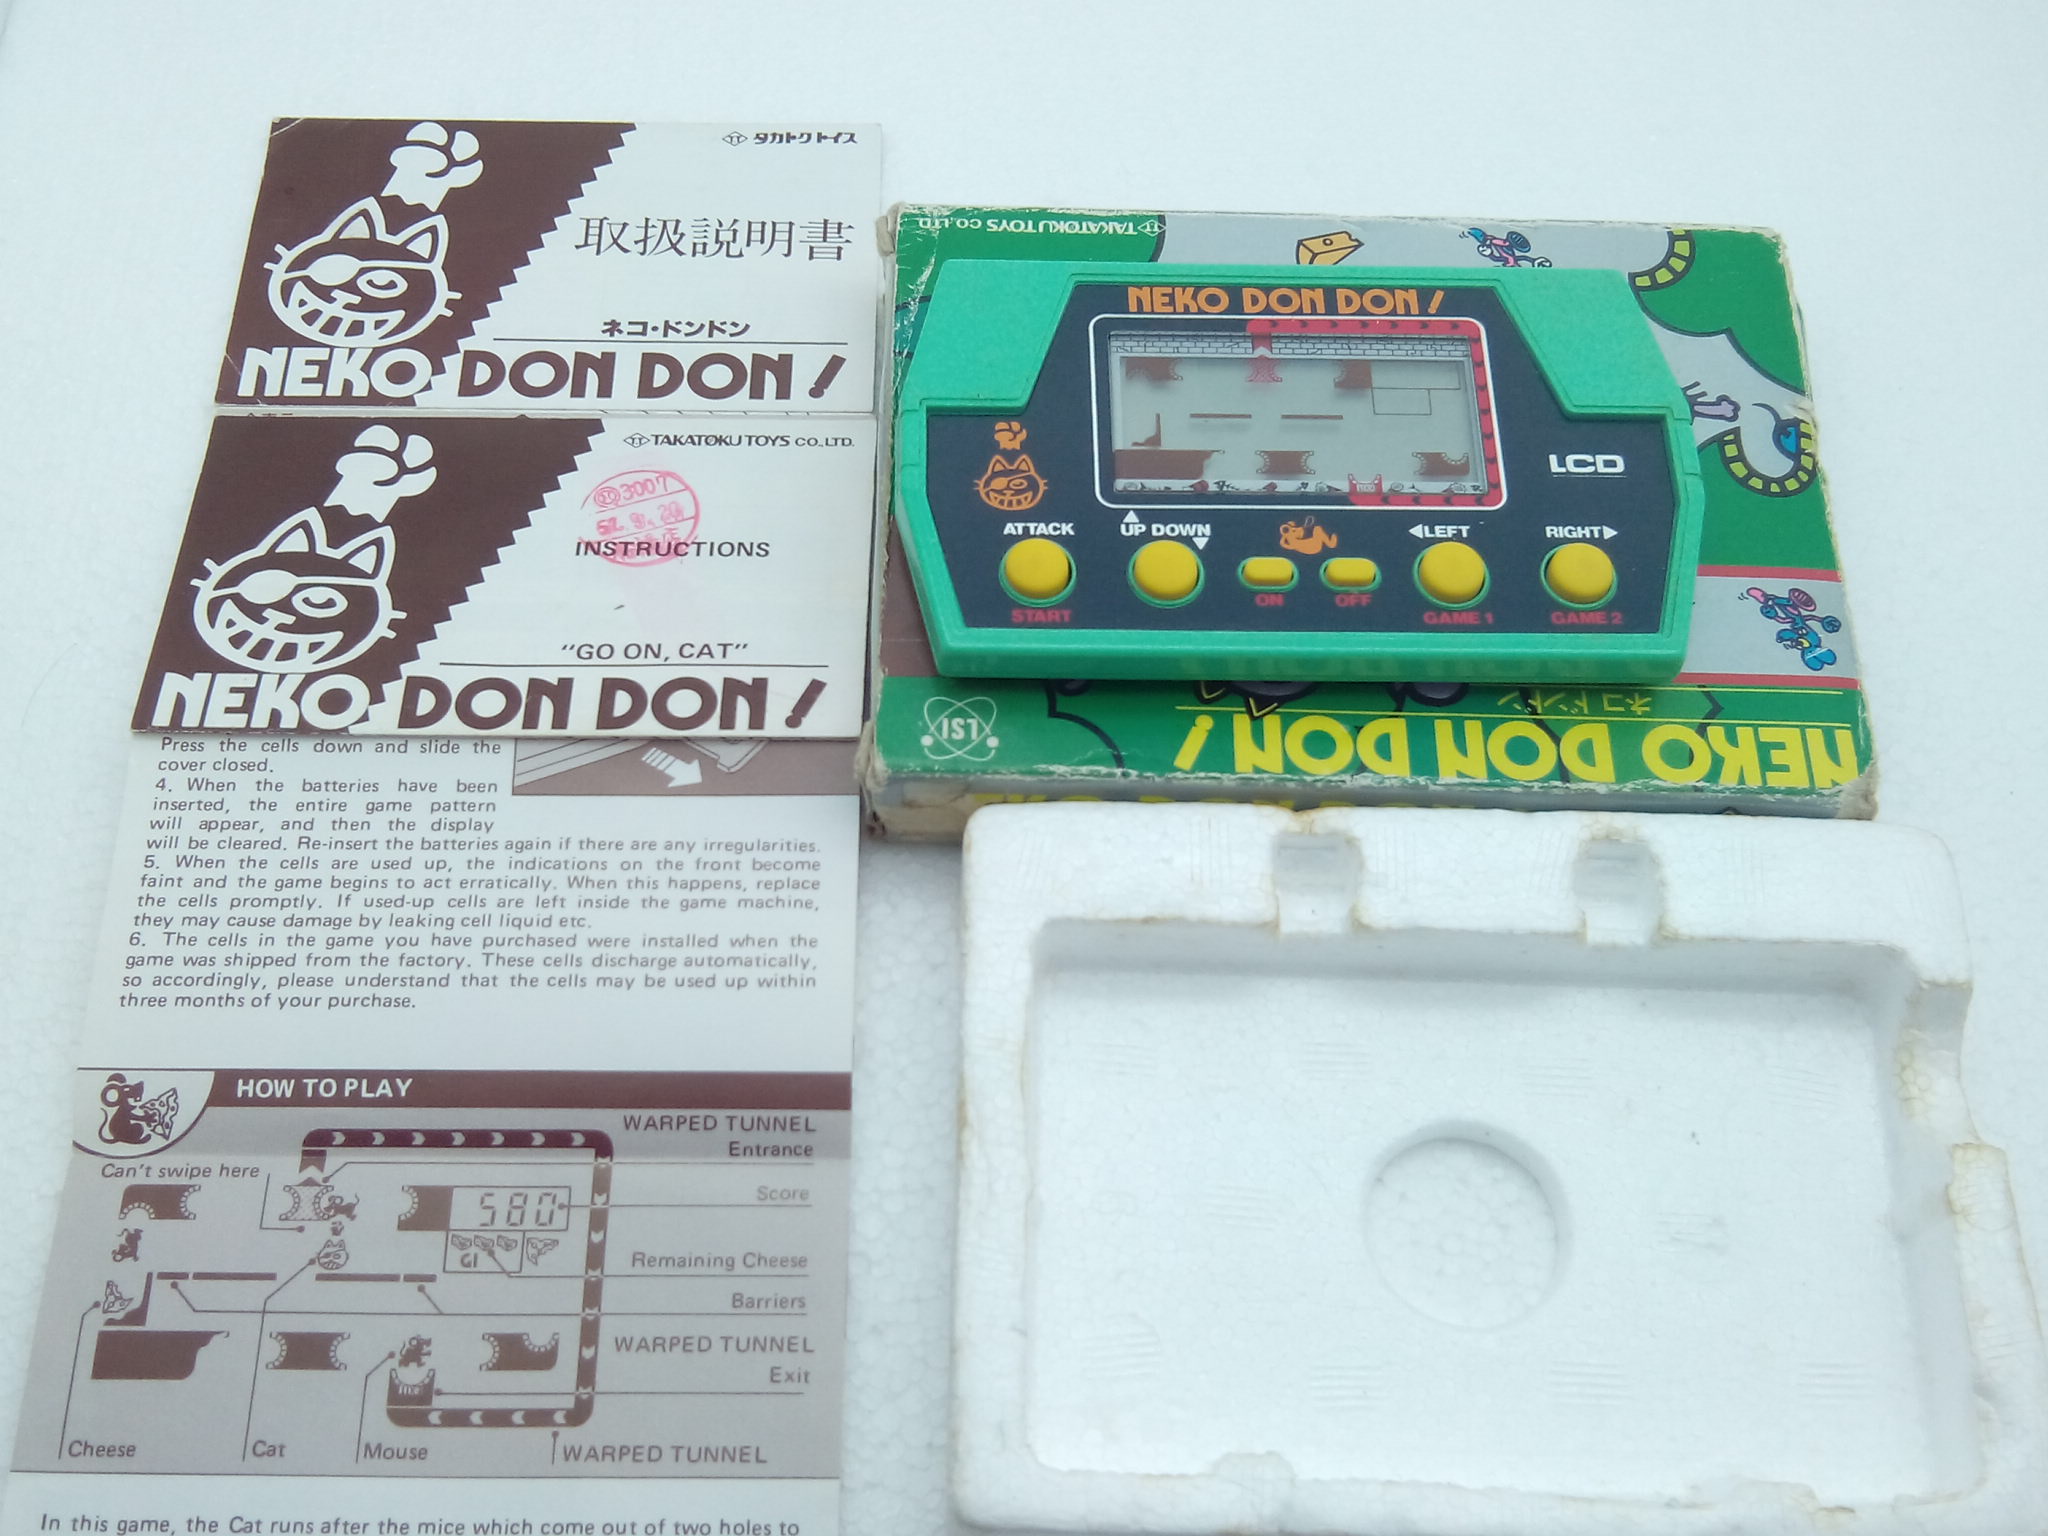 タカトクトイス
取扱説明書
ネコ・ドンドン
NEKO DON DON!
TAKATOKU TOYS CO.,LTD.
3007
INSTRUCTIONS
"GO ON, CAT"
NEKO DON DON!
Press the cells down and slide the
cover closed.
4. When the batteries have been
inserted, the entire game pattern
will appear, and then the display
will be cleared. Re-insert the batteries again if there are any irregularities.
5. When the cells are used up, the indications on the front become
faint and the game begins to act erratically. When this happens, replace
the cells promptly. If used-up cells are left inside the game machine,
they may cause damage by leaking cell liquid etc.
6. The cells in the game you have purchased were installed when the
game was shipped from the factory. These cells discharge automatically,
so accordingly, please understand that the cells may be used up within
three months of your purchase.
HOW TO PLAY
WARPED TUNNEL
Entrance
Can't swipe here
Score
580
Remaining Cheese
G1
Barriers
WARPED TUNNEL
Exit
Cheese
Cat
Mouse
WARPED TUNNEL
In this game, the Cat runs after the mice which come out of two holes to
TAKATOKU TOYS CO.,LTD.
NEKO DON DON!
LCD
ATTACK
UP DOWN
◀LEFT
RIGHT▶
START
ON
OFF
GAME 1
GAME 2
LSI
ネコドンドン
NEKO DON DON!